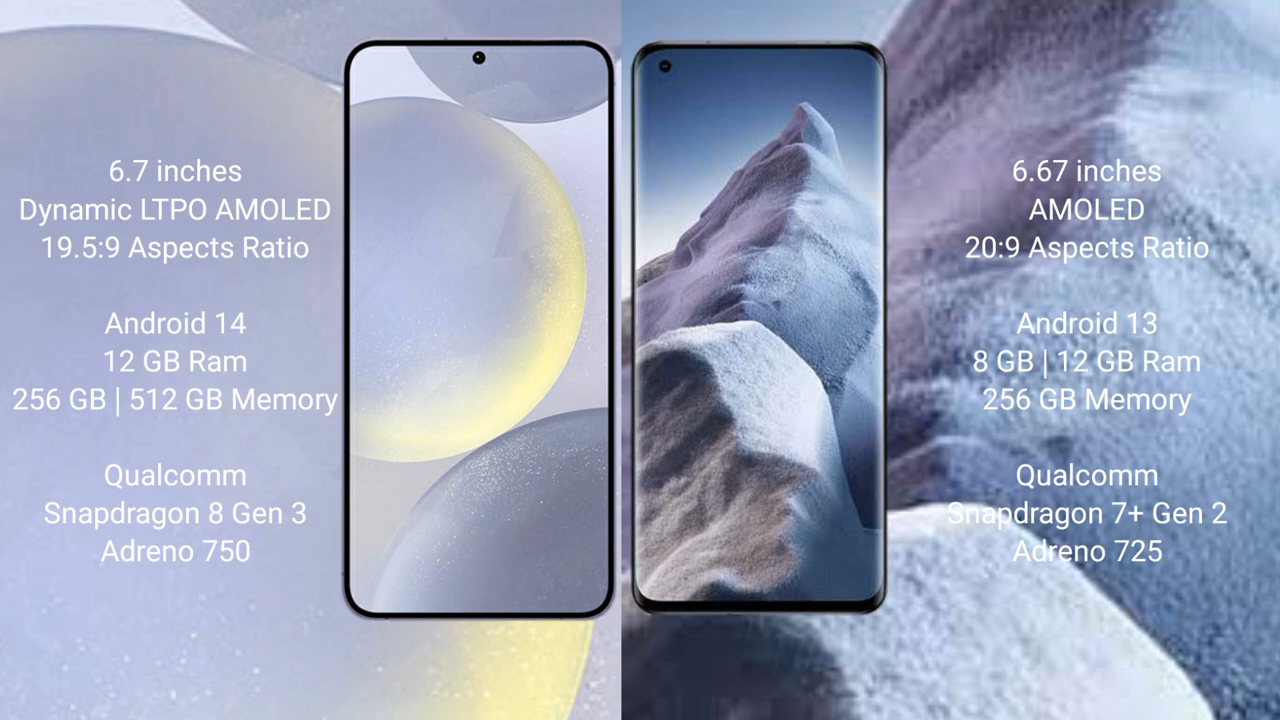 6.7 inches
Dynamic LTPO AMOLED
19.5:9 Aspects Ratio
Android 14
12 GB Ram
256 GB | 512 GB Memory
Qualcomm
Snapdragon 8 Gen 3
Adreno 750
6.67 inches
AMOLED
20:9 Aspects Ratio
Android 13
8 GB | 12 GB Ram
256 GB Memory
Qualcomm
Snapdragon 7+ Gen 2
Adreno 725